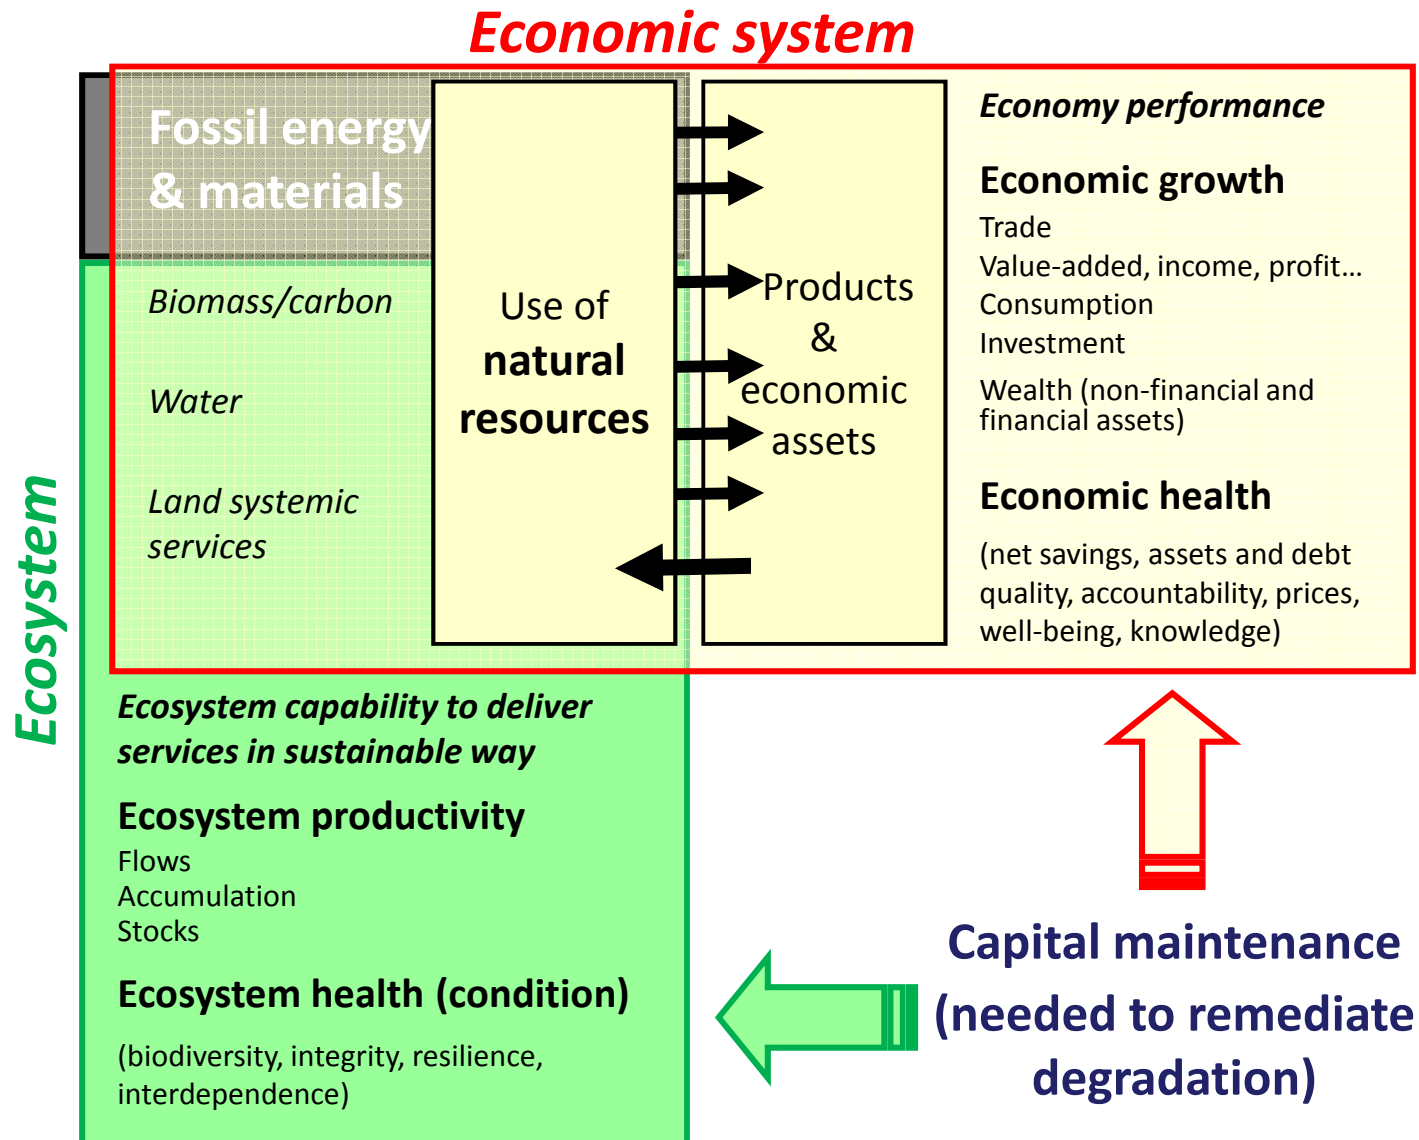 Economic system
Fossil energy
& materials
Biomass/carbon
Water
Land systemic
services
Use of
natural
resources
Products
&
economic
assets
Economy performance
Economic growth
Trade
Value-added, income, profit…
Consumption
Investment
Wealth (non-financial and
financial assets)
Economic health
(net savings, assets and debt
quality, accountability, prices,
well-being, knowledge)
Ecosystem
Ecosystem capability to deliver
services in sustainable way
Ecosystem productivity
Flows
Accumulation
Stocks
Ecosystem health (condition)
(biodiversity, integrity, resilience,
interdependence)
Capital maintenance
(needed to remediate
degradation)